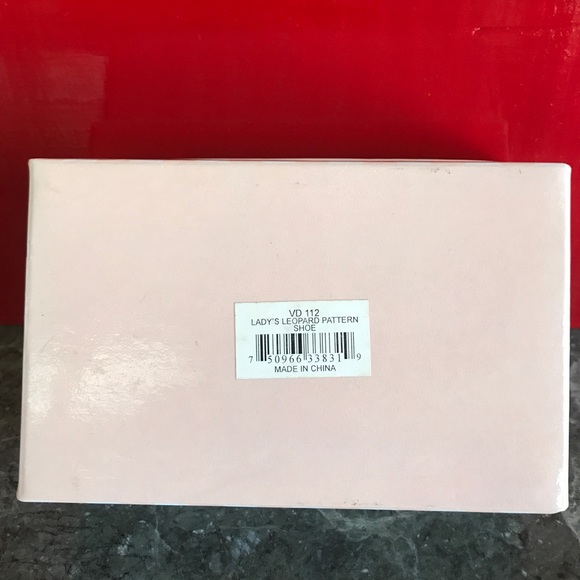 VD 112
LADY'S LEOPARD PATTERN
SHOE
7 50966 33831 9
MADE IN CHINA